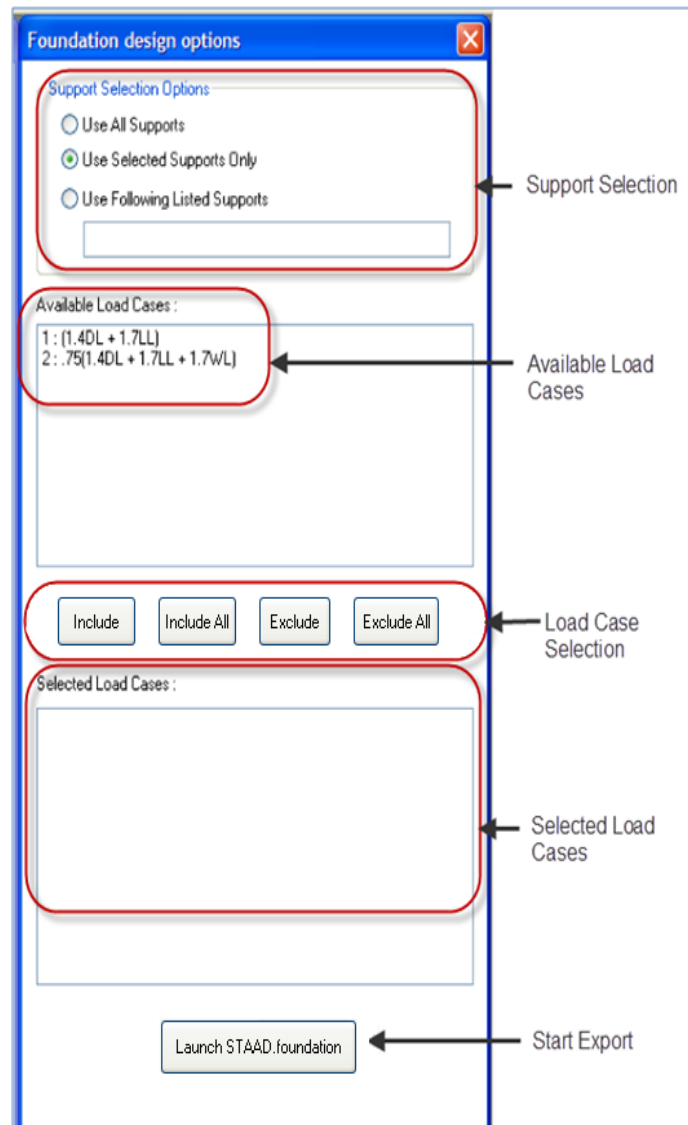 Foundation design options
Support Selection Options
Use All Supports
Use Selected Supports Only
Use Following Listed Supports
Support Selection
Available Load Cases :
1 : (1.4DL + 1.7LL)
2 : .75(1.4DL + 1.7LL + 1.7WL)
Available Load
Cases
Include
Include All
Exclude
Exclude All
Load Case
Selection
Selected Load Cases :
Selected Load
Cases
Launch STAAD.foundation
Start Export